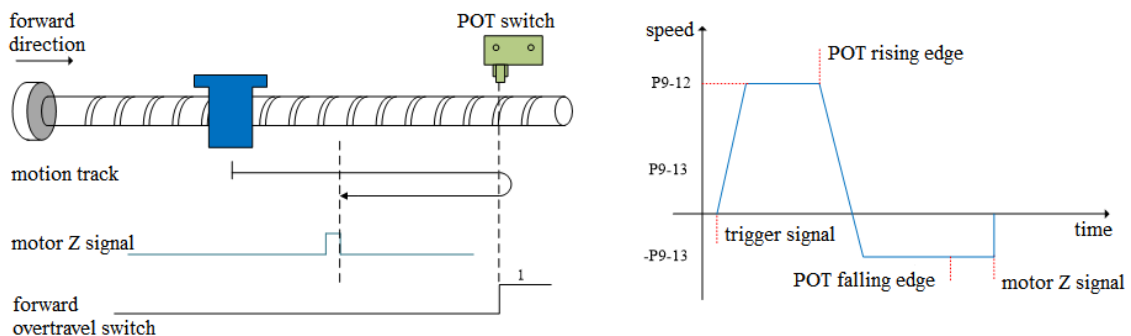 forward
direction
POT switch
motion track
motor Z signal
1
forward
overtravel switch
speed
POT rising edge
P9-12
P9-13
trigger signal
time
-P9-13
POT falling edge
motor Z signal